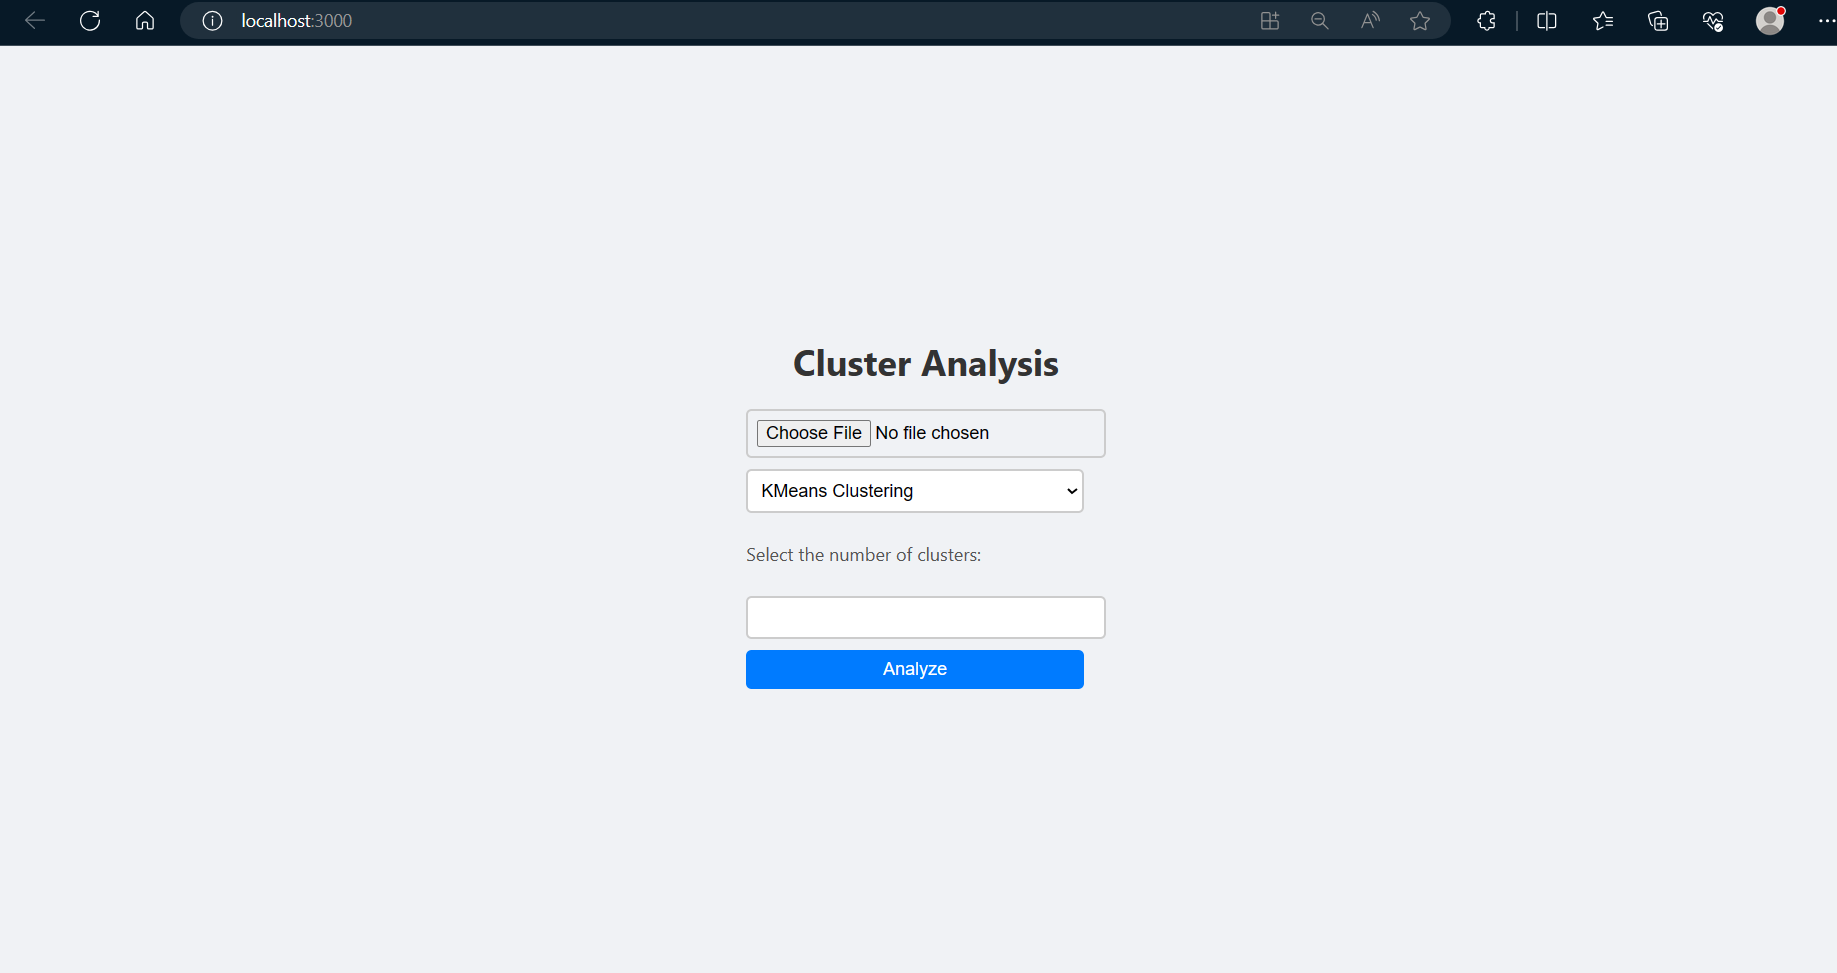 localhost:3000
Cluster Analysis
Choose File No file chosen
KMeans Clustering
Select the number of clusters:
Analyze